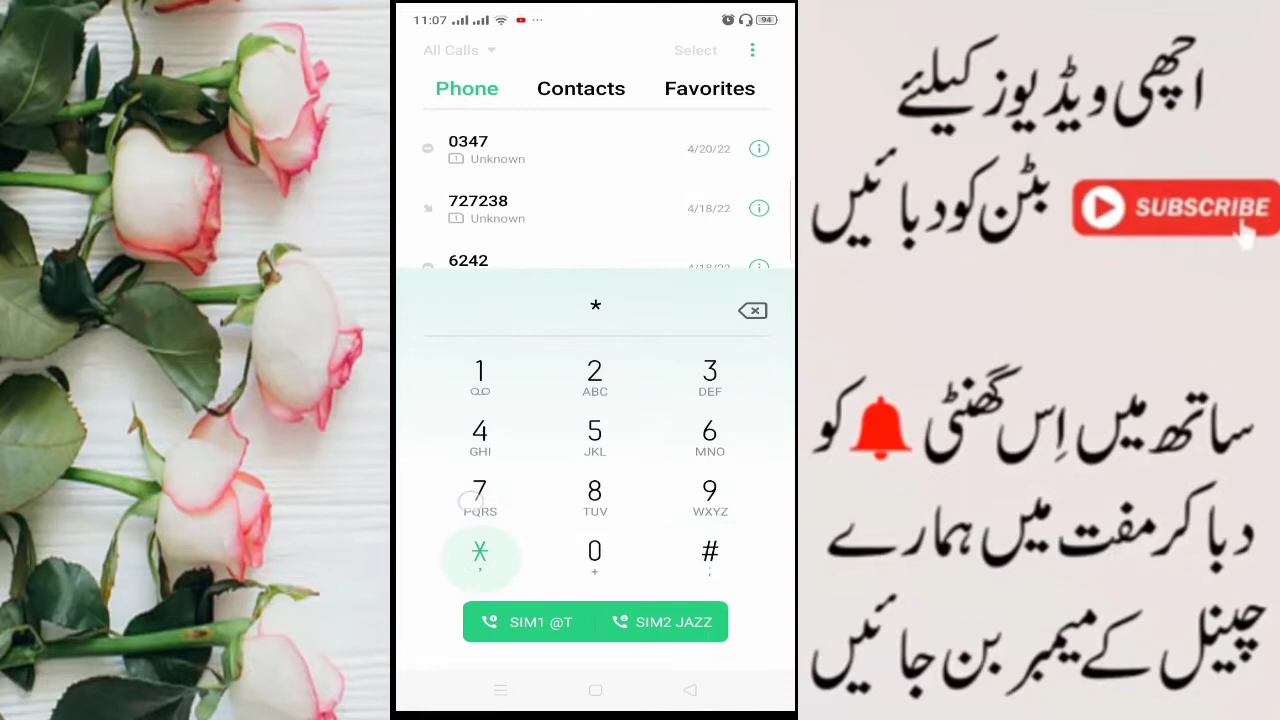 11:07
94
All Calls
Select
Phone Contacts Favorites
0347
Unknown
4/20/22
727238
Unknown
4/18/22
6242
4/18/22
*
1 2 3
ABC DEF
4 5 6
GHI JKL MNO
7 8 9
PQRS TUV WXYZ
* 0 #
, + ;
SIM1 @T SIM2 JAZZ
اچھی ویڈیوز کیلئے
بٹن کو دبائیں
SUBSCRIBE
ساتھ میں اِس گھنٹی کو
دبا کر مفت میں ہمارے
چینل کے میمبر بن جائیں